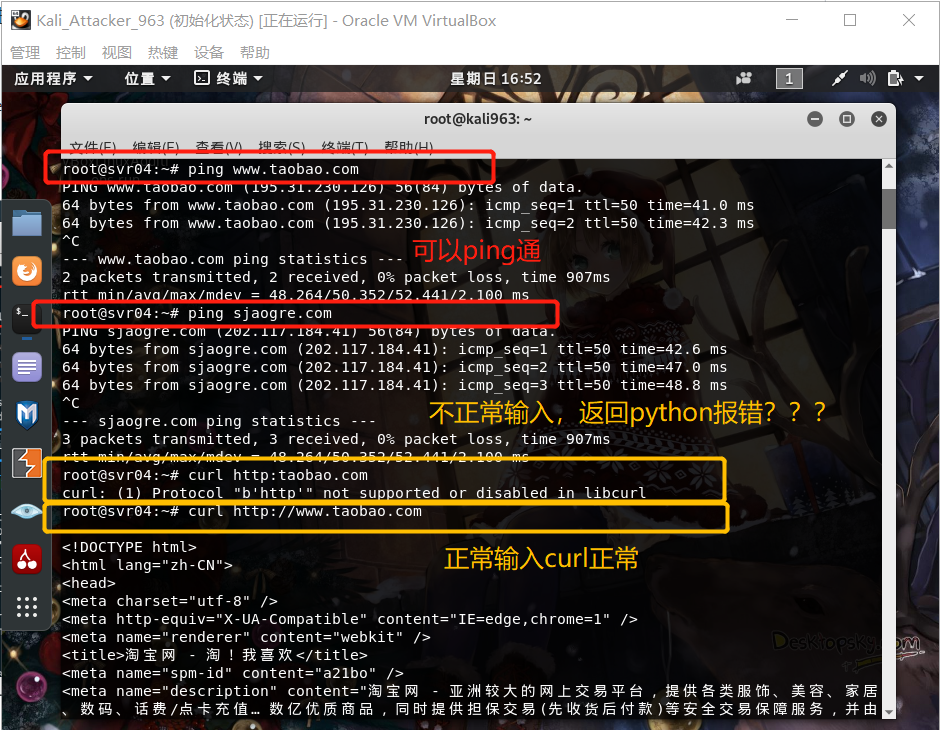 Kali_Attacker_963 (初始化状态) [正在运行] - Oracle VM VirtualBox
管理 控制 视图 热键 设备 帮助
应用程序 位置 终端 星期日 16:52 1
root@kali963: ~
文件(F) 编辑(E) 查看(V) 搜索(S) 终端(T) 帮助(H)
root@svr04:~# ping www.taobao.com
PING www.taobao.com (195.31.230.126) 56(84) bytes of data.
64 bytes from www.taobao.com (195.31.230.126): icmp_seq=1 ttl=50 time=41.0 ms
64 bytes from www.taobao.com (195.31.230.126): icmp_seq=2 ttl=50 time=42.3 ms
^C
--- www.taobao.com ping statistics ---
可以ping通
2 packets transmitted, 2 received, 0% packet loss, time 907ms
rtt min/avg/max/mdev = 48.264/50.352/52.441/2.100 ms
root@svr04:~# ping sjaogre.com
PING sjaogre.com (202.117.184.41) 56(84) bytes of data.
64 bytes from sjaogre.com (202.117.184.41): icmp_seq=1 ttl=50 time=42.6 ms
64 bytes from sjaogre.com (202.117.184.41): icmp_seq=2 ttl=50 time=47.0 ms
64 bytes from sjaogre.com (202.117.184.41): icmp_seq=3 ttl=50 time=48.8 ms
^C
不正常输入，返回python报错？？？
--- sjaogre.com ping statistics ---
3 packets transmitted, 3 received, 0% packet loss, time 907ms
rtt min/avg/max/mdev = 48.264/50.352/52.441/2.100 ms
root@svr04:~# curl http:taobao.com
curl: (1) Protocol "b'http'" not supported or disabled in libcurl
root@svr04:~# curl http://www.taobao.com
正常输入curl正常
<!DOCTYPE html>
<html lang="zh-CN">
<head>
<meta charset="utf-8" />
<meta http-equiv="X-UA-Compatible" content="IE=edge,chrome=1" />
<meta name="renderer" content="webkit" />
<title>淘宝网 - 淘！我喜欢</title>
<meta name="spm-id" content="a21bo" />
<meta name="description" content="淘宝网 - 亚洲较大的网上交易平台，提供各类服饰、美容、家居
、数码、话费/点卡充值… 数亿优质商品，同时提供担保交易(先收货后付款)等安全交易保障服务，并由
Desktopsky.com